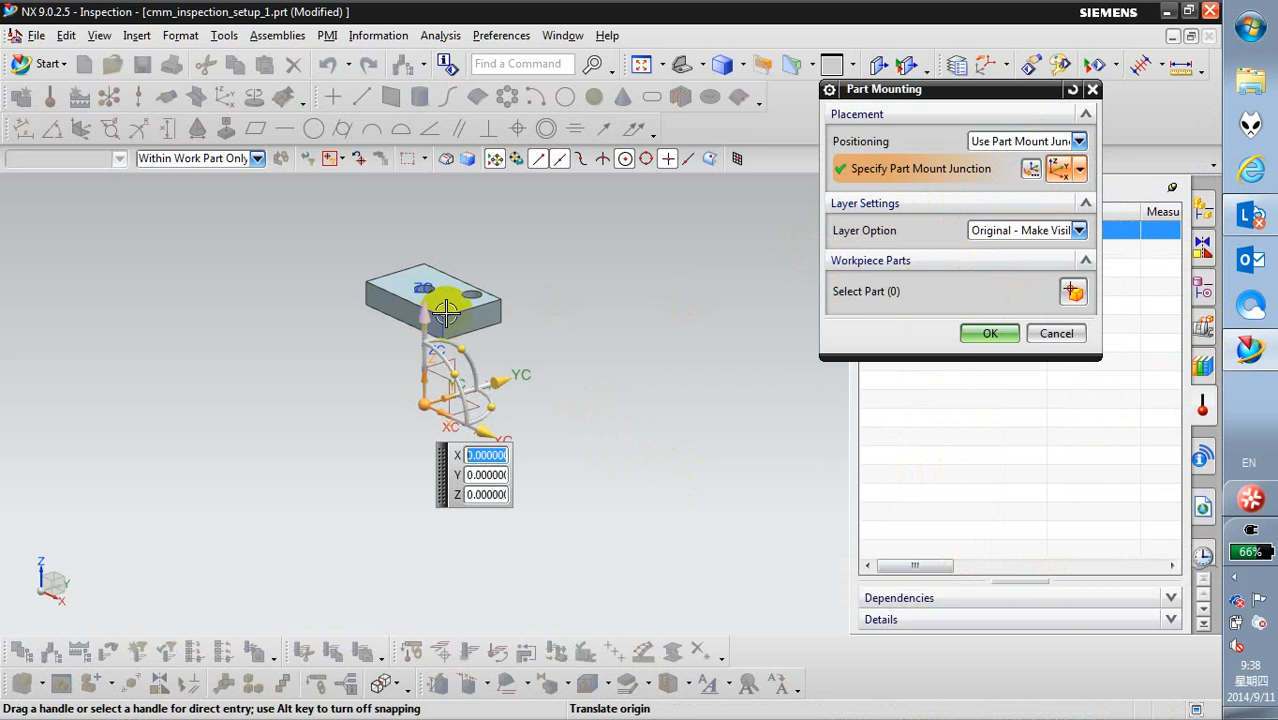 NX 9.0.2.5 - Inspection - [cmm_inspection_setup_1.prt (Modified) ]
SIEMENS
File Edit View Insert Format Tools Assemblies PMI Information Analysis Preferences Window Help
Start
Find a Command
Within Work Part Only
Part Mounting
Placement
Positioning
Use Part Mount Jun
Specify Part Mount Junction
Layer Settings
Layer Option
Original - Make Visil
Workpiece Parts
Select Part (0)
OK
Cancel
Measu
ZC
ZC
YC
YC
XC
XC
X 0.000000
Y 0.000000
Z 0.000000
Z
Y
X
Dependencies
Details
EN
66%
9:38
星期四
2014/9/11
Drag a handle or select a handle for direct entry; use Alt key to turn off snapping
Translate origin